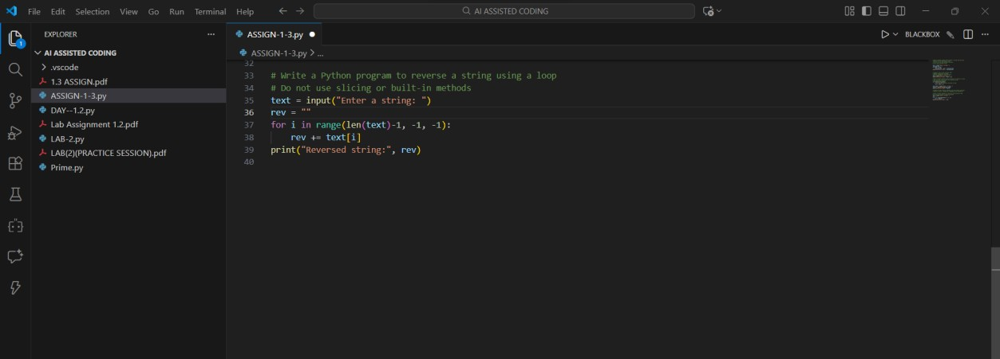 File Edit Selection View Go Run Terminal Help
AI ASSISTED CODING
EXPLORER
ASSIGN-1-3.py
BLACKBOX
AI ASSISTED CODING
ASSIGN-1-3.py > ...
.vscode
1.3 ASSIGN.pdf
ASSIGN-1-3.py
DAY--1.2.py
Lab Assignment 1.2.pdf
LAB-2.py
LAB(2)(PRACTICE SESSION).pdf
Prime.py
1
32
33 # Write a Python program to reverse a string using a loop
34 # Do not use slicing or built-in methods
35 text = input("Enter a string: ")
36 rev = ""
37 for i in range(len(text)-1, -1, -1):
38     rev += text[i]
39 print("Reversed string:", rev)
40